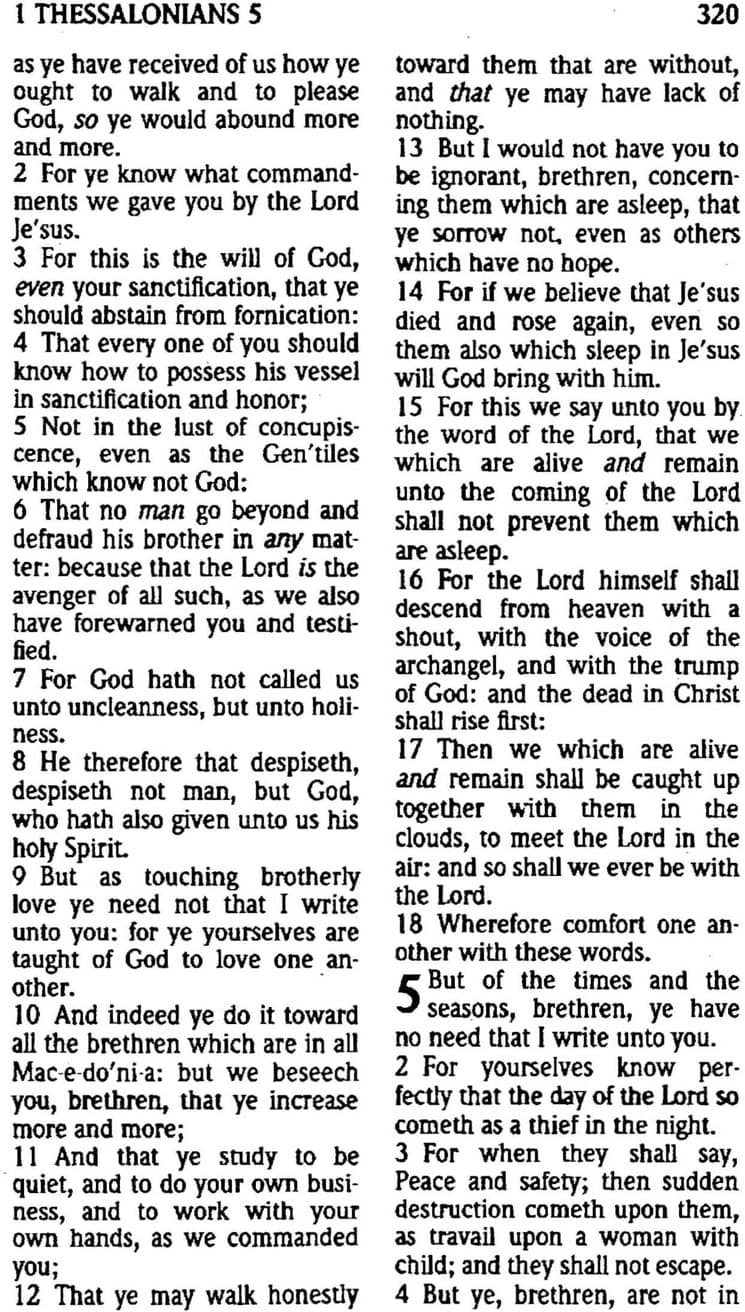 1 THESSALONIANS 5
320
as ye have received of us how ye
ought to walk and to please
God, so ye would abound more
and more.
2 For ye know what command-
ments we gave you by the Lord
Je'sus.
3 For this is the will of God,
even your sanctification, that ye
should abstain from fornication:
4 That every one of you should
know how to possess his vessel
in sanctification and honor;
5 Not in the lust of concupis-
cence, even as the Gen'tiles
which know not God:
6 That no man go beyond and
defraud his brother in any mat-
ter: because that the Lord is the
avenger of all such, as we also
have forewarned you and testi-
fied.
7 For God hath not called us
unto uncleanness, but unto holi-
ness.
8 He therefore that despiseth,
despiseth not man, but God,
who hath also given unto us his
holy Spirit.
9 But as touching brotherly
love ye need not that I write
unto you: for ye yourselves are
taught of God to love one an-
other.
10 And indeed ye do it toward
all the brethren which are in all
Mac-e-do'ni-a: but we beseech
you, brethren, that ye increase
more and more;
11 And that ye study to be
quiet, and to do your own busi-
ness, and to work with your
own hands, as we commanded
you;
12 That ye may walk honestly
toward them that are without,
and that ye may have lack of
nothing.
13 But I would not have you to
be ignorant, brethren, concern-
ing them which are asleep, that
ye sorrow not, even as others
which have no hope.
14 For if we believe that Je'sus
died and rose again, even so
them also which sleep in Je'sus
will God bring with him.
15 For this we say unto you by
the word of the Lord, that we
which are alive and remain
unto the coming of the Lord
shall not prevent them which
are asleep.
16 For the Lord himself shall
descend from heaven with a
shout, with the voice of the
archangel, and with the trump
of God: and the dead in Christ
shall rise first:
17 Then we which are alive
and remain shall be caught up
together with them in the
clouds, to meet the Lord in the
air: and so shall we ever be with
the Lord.
18 Wherefore comfort one an-
other with these words.
5 But of the times and the
seasons, brethren, ye have
no need that I write unto you.
2 For yourselves know per-
fectly that the day of the Lord so
cometh as a thief in the night.
3 For when they shall say,
Peace and safety; then sudden
destruction cometh upon them,
as travail upon a woman with
child; and they shall not escape.
4 But ye, brethren, are not in